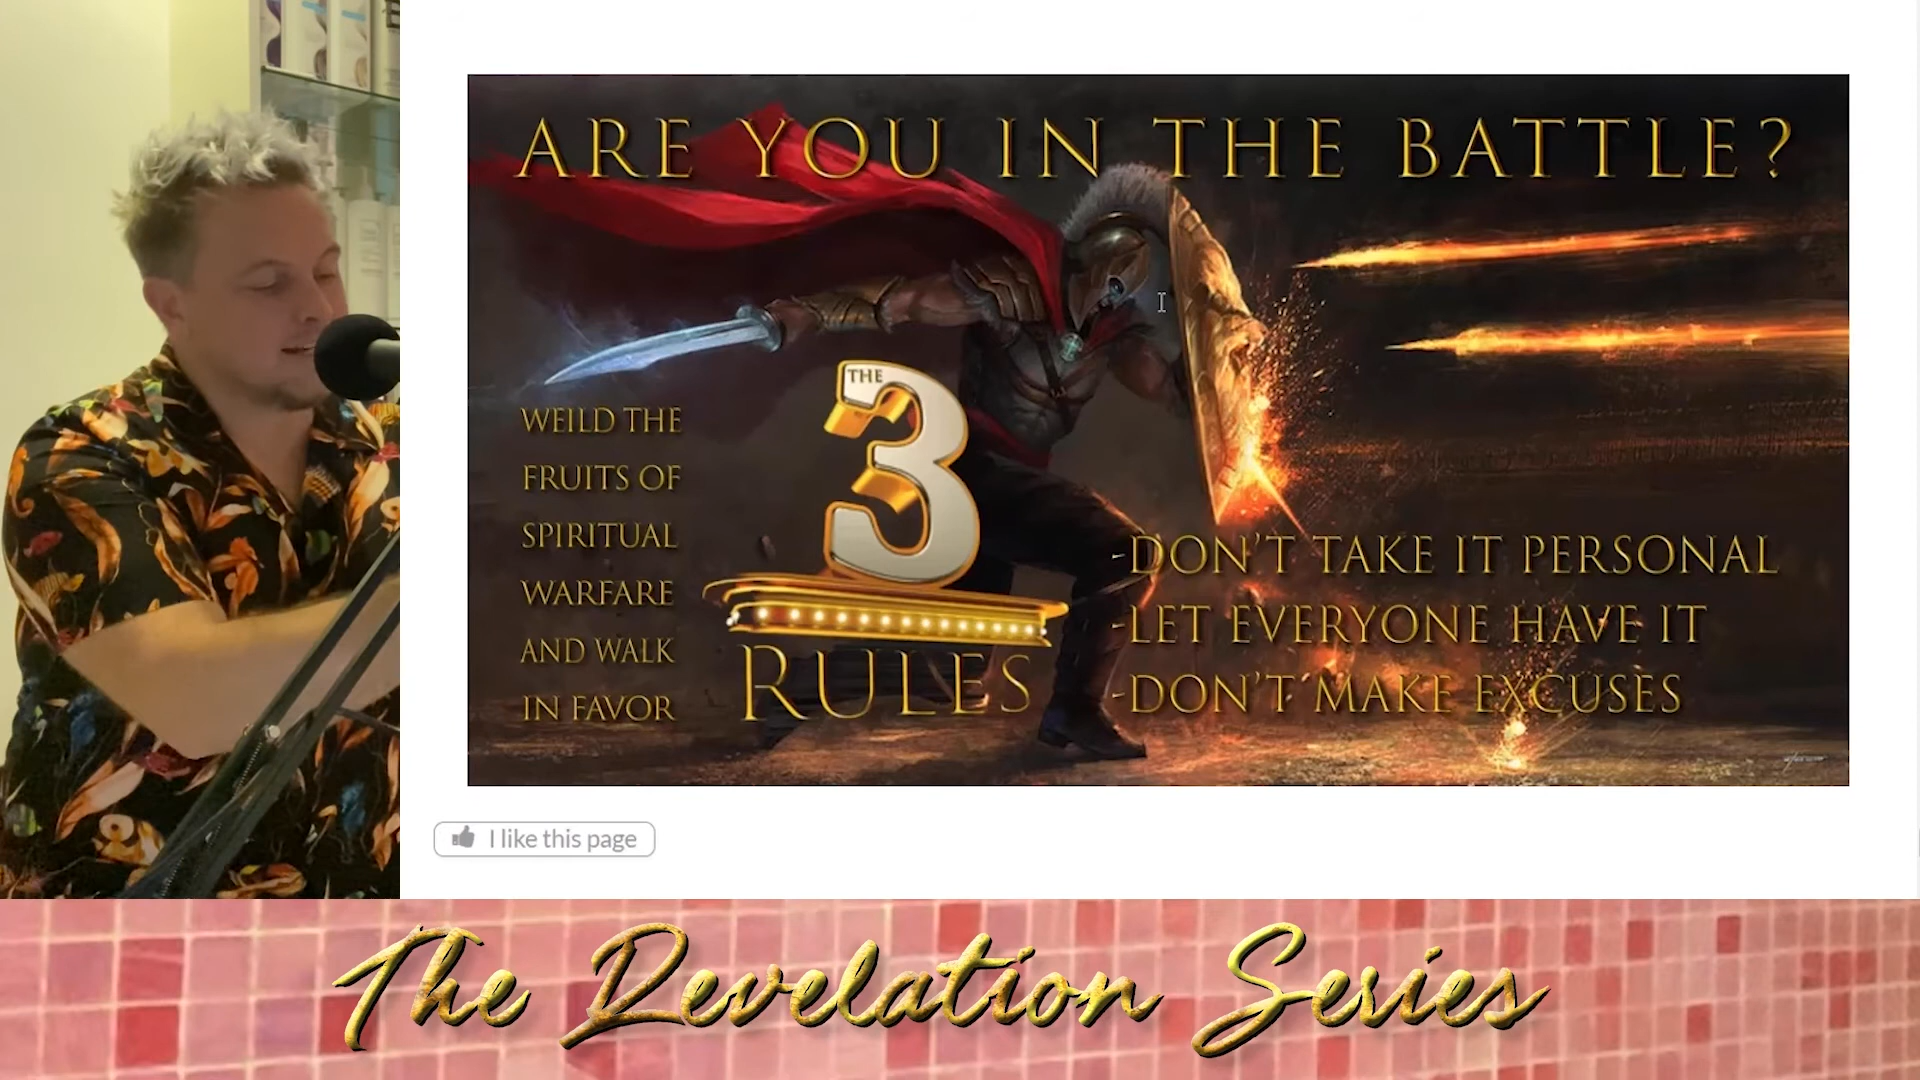 ARE YOU IN THE BATTLE?
WEILD THE
FRUITS OF
SPIRITUAL
WARFARE
AND WALK
IN FAVOR
THE
3
RULES
-DON'T TAKE IT PERSONAL
-LET EVERYONE HAVE IT
-DON'T MAKE EXCUSES
I like this page
The Revelation Series